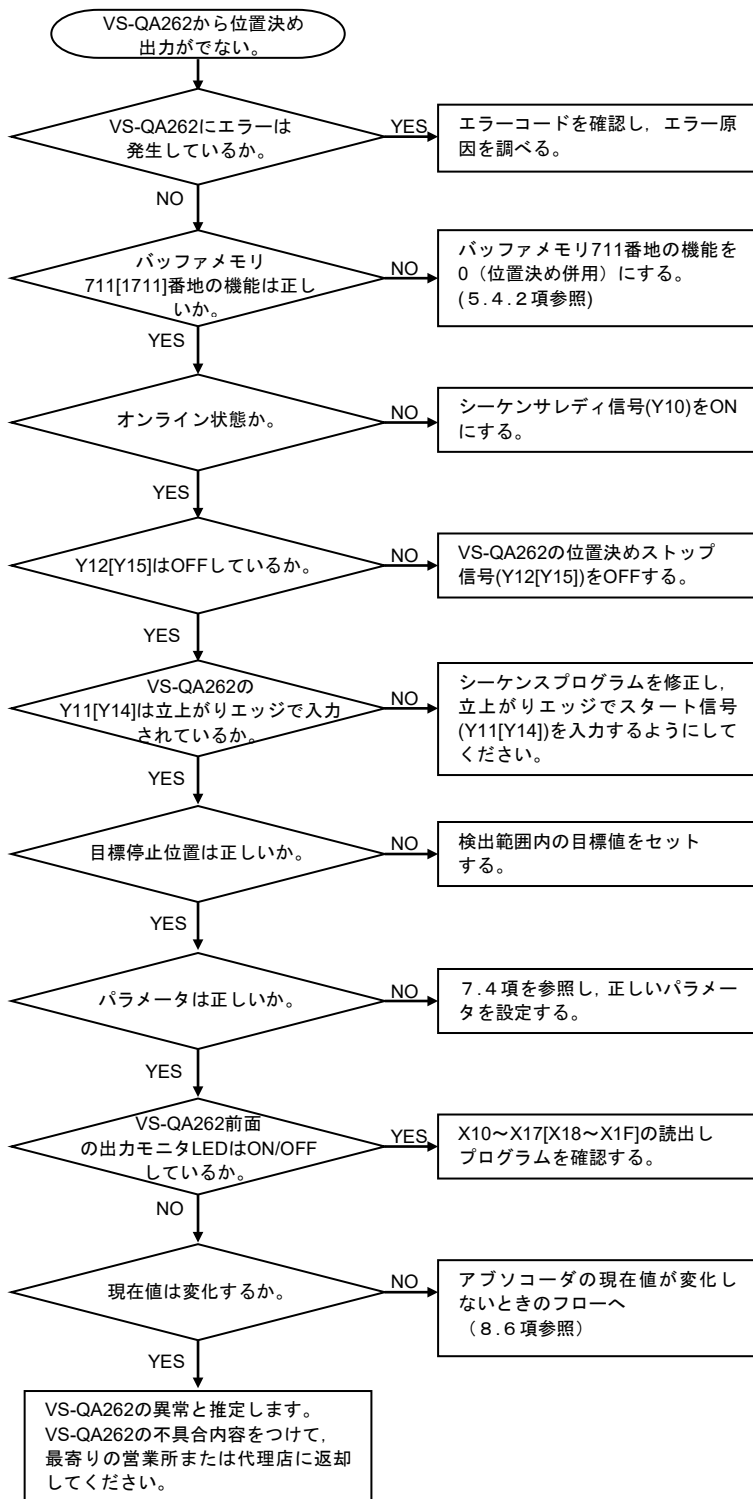 VS-QA262から位置決め
出力がでない。
VS-QA262にエラーは
発生しているか。
YES
エラーコードを確認し，エラー原
因を調べる。
NO
バッファメモリ
711[1711]番地の機能は正し
いか。
NO
バッファメモリ711番地の機能を
0（位置決め併用）にする。
(５.４.２項参照)
YES
オンライン状態か。
NO
シーケンサレディ信号(Y10)をON
にする。
YES
Y12[Y15]はOFFしているか。
NO
VS-QA262の位置決めストップ
信号(Y12[Y15])をOFFする。
YES
VS-QA262の
Y11[Y14]は立上がりエッジで入力
されているか。
NO
シーケンスプログラムを修正し，
立上がりエッジでスタート信号
(Y11[Y14])を入力するようにして
ください。
YES
目標停止位置は正しいか。
NO
検出範囲内の目標値をセット
する。
YES
パラメータは正しいか。
NO
７.４項を参照し，正しいパラメー
タを設定する。
YES
VS-QA262前面
の出力モニタLEDはON/OFF
しているか。
YES
X10～X17[X18～X1F]の読出し
プログラムを確認する。
NO
現在値は変化するか。
NO
アブソコーダの現在値が変化し
ないときのフローへ
（８.６項参照）
YES
VS-QA262の異常と推定します。
VS-QA262の不具合内容をつけて，
最寄りの営業所または代理店に返却
してください。